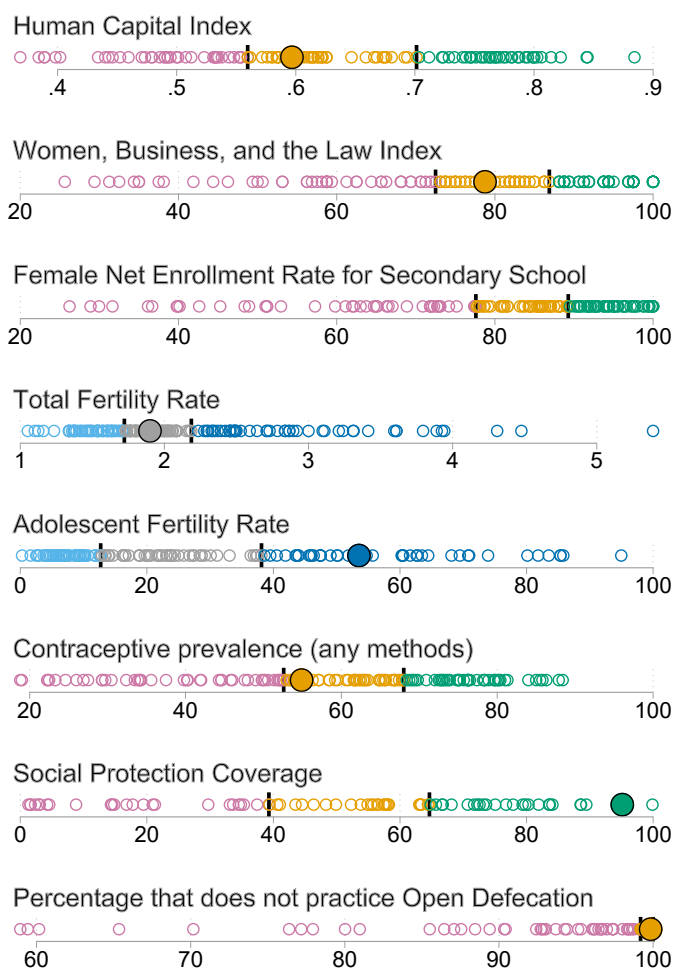 Human Capital Index
.4 .5 .6 .7 .8 .9
Women, Business, and the Law Index
20 40 60 80 100
Female Net Enrollment Rate for Secondary School
20 40 60 80 100
Total Fertility Rate
1 2 3 4 5
Adolescent Fertility Rate
0 20 40 60 80 100
Contraceptive prevalence (any methods)
20 40 60 80 100
Social Protection Coverage
0 20 40 60 80 100
Percentage that does not practice Open Defecation
60 70 80 90 100